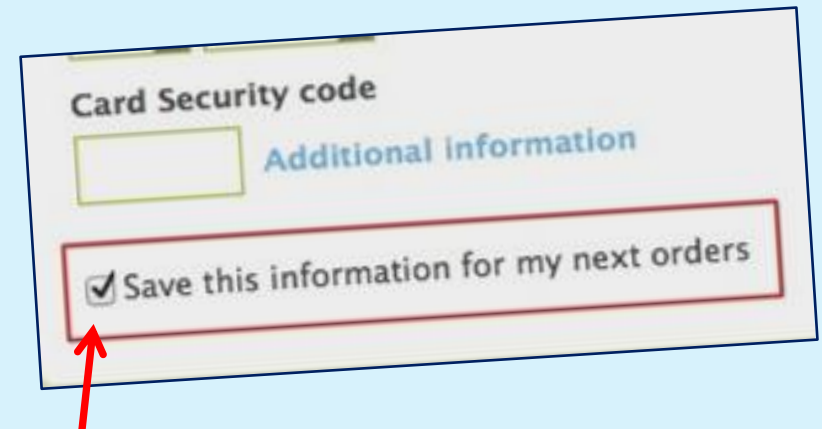 Card Security code
Additional information
Save this information for my next orders